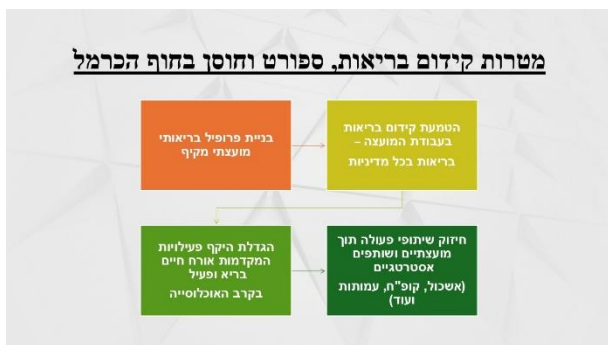 מטרות קידום בריאות, ספורט וחוסן בחוף הכרמל
בניית פרופיל בריאותי
מועצתי מקיף
הטמעת קידום בריאות
בעבודת המועצה –
בריאות בכל מדיניות
הגדלת היקף פעילויות
המקדמות אורח חיים
בריא ופעיל
בקרב האוכלוסייה
חיזוק שיתופי פעולה תוך
מועצתיים ושותפים
אסטרטגיים
(אשכול, קופ"ח, עמותות
ועוד)